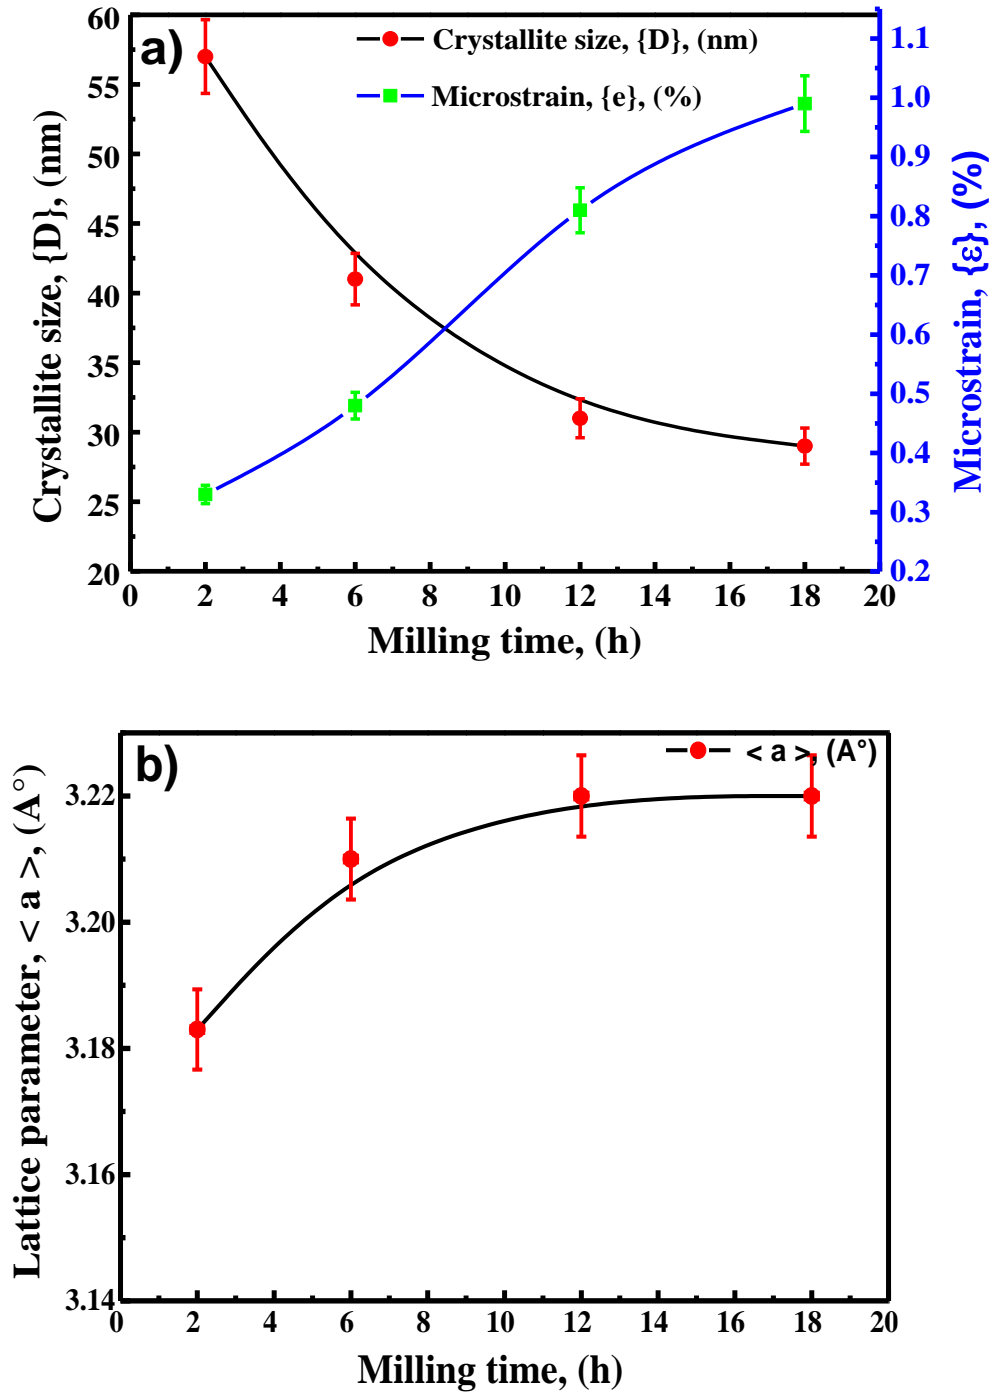 a)
Crystallite size, {D}, (nm)
Microstrain, {e}, (%)
Crystallite size, {D}, (nm)
60
55
50
45
40
35
30
25
20
Microstrain, {ε}, (%)
1.1
1.0
0.9
0.8
0.7
0.6
0.5
0.4
0.3
0.2
0 2 4 6 8 10 12 14 16 18 20
Milling time, (h)
b)
< a >, (A°)
Lattice parameter, < a >, (A°)
3.22
3.20
3.18
3.16
3.14
0 2 4 6 8 10 12 14 16 18 20
Milling time, (h)